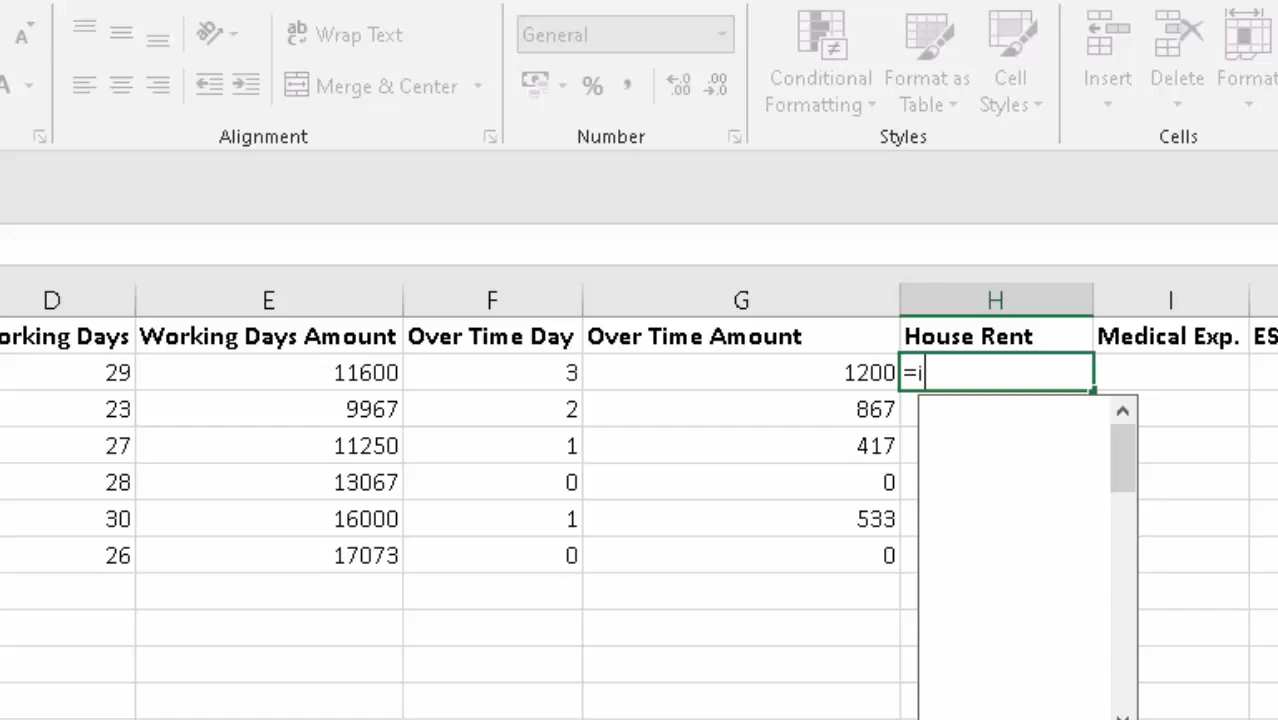 A
ab Wrap Text
General
A
Merge & Center
% , .00 .00
Conditional Formatting
Format as Table
Cell Styles
Insert
Delete
Format
Alignment
Number
Styles
Cells
D E F G H I
orking Days Working Days Amount Over Time Day Over Time Amount House Rent Medical Exp. ES
29 11600 3 1200 =i
23 9967 2 867
27 11250 1 417
28 13067 0 0
30 16000 1 533
26 17073 0 0